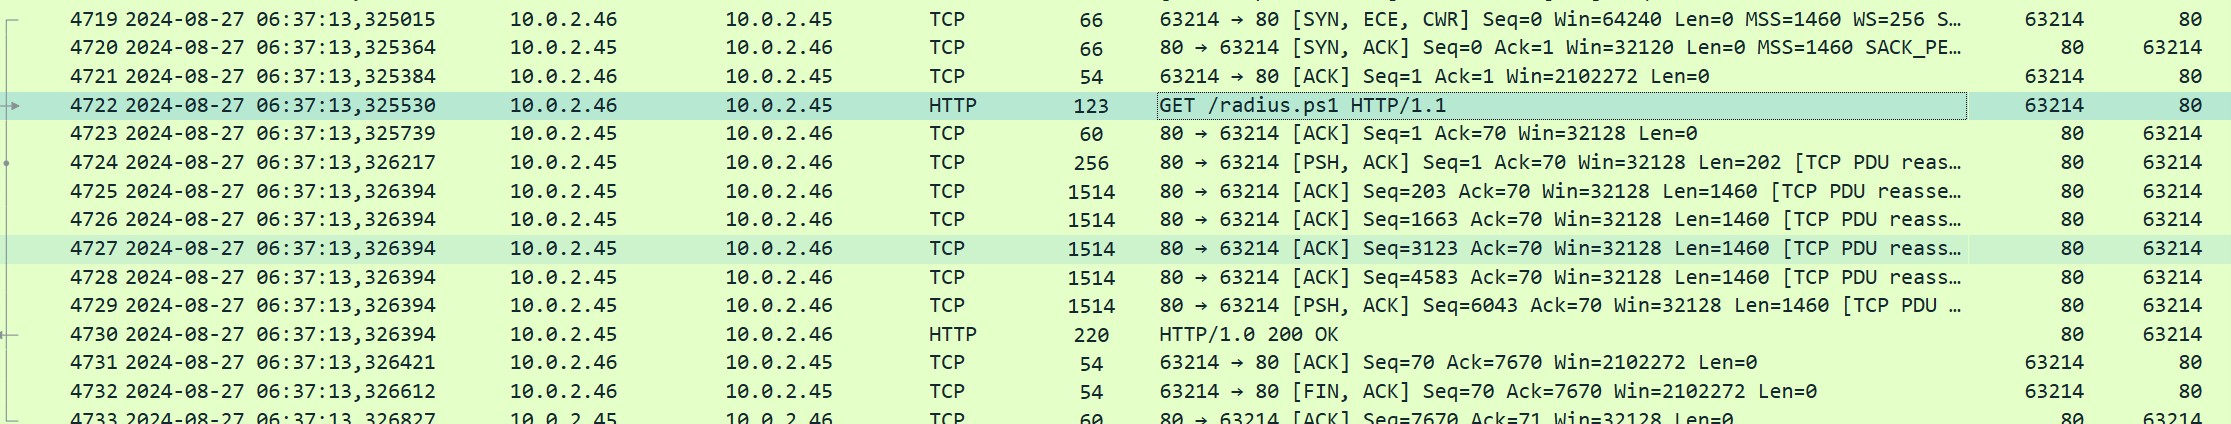 4719 2024-08-27 06:37:13,325015 10.0.2.46 10.0.2.45 TCP 66 63214 → 80 [SYN, ECE, CWR] Seq=0 Win=64240 Len=0 MSS=1460 WS=256 S… 63214 80
4720 2024-08-27 06:37:13,325364 10.0.2.45 10.0.2.46 TCP 66 80 → 63214 [SYN, ACK] Seq=0 Ack=1 Win=32120 Len=0 MSS=1460 SACK_PE… 80 63214
4721 2024-08-27 06:37:13,325384 10.0.2.46 10.0.2.45 TCP 54 63214 → 80 [ACK] Seq=1 Ack=1 Win=2102272 Len=0 63214 80
4722 2024-08-27 06:37:13,325530 10.0.2.46 10.0.2.45 HTTP 123 GET /radius.ps1 HTTP/1.1 63214 80
4723 2024-08-27 06:37:13,325739 10.0.2.45 10.0.2.46 TCP 60 80 → 63214 [ACK] Seq=1 Ack=70 Win=32128 Len=0 80 63214
4724 2024-08-27 06:37:13,326217 10.0.2.45 10.0.2.46 TCP 256 80 → 63214 [PSH, ACK] Seq=1 Ack=70 Win=32128 Len=202 [TCP PDU reas… 80 63214
4725 2024-08-27 06:37:13,326394 10.0.2.45 10.0.2.46 TCP 1514 80 → 63214 [ACK] Seq=203 Ack=70 Win=32128 Len=1460 [TCP PDU reasse… 80 63214
4726 2024-08-27 06:37:13,326394 10.0.2.45 10.0.2.46 TCP 1514 80 → 63214 [ACK] Seq=1663 Ack=70 Win=32128 Len=1460 [TCP PDU reass… 80 63214
4727 2024-08-27 06:37:13,326394 10.0.2.45 10.0.2.46 TCP 1514 80 → 63214 [ACK] Seq=3123 Ack=70 Win=32128 Len=1460 [TCP PDU reass… 80 63214
4728 2024-08-27 06:37:13,326394 10.0.2.45 10.0.2.46 TCP 1514 80 → 63214 [ACK] Seq=4583 Ack=70 Win=32128 Len=1460 [TCP PDU reass… 80 63214
4729 2024-08-27 06:37:13,326394 10.0.2.45 10.0.2.46 TCP 1514 80 → 63214 [PSH, ACK] Seq=6043 Ack=70 Win=32128 Len=1460 [TCP PDU … 80 63214
4730 2024-08-27 06:37:13,326394 10.0.2.45 10.0.2.46 HTTP 220 HTTP/1.0 200 OK 80 63214
4731 2024-08-27 06:37:13,326421 10.0.2.46 10.0.2.45 TCP 54 63214 → 80 [ACK] Seq=70 Ack=7670 Win=2102272 Len=0 63214 80
4732 2024-08-27 06:37:13,326612 10.0.2.46 10.0.2.45 TCP 54 63214 → 80 [FIN, ACK] Seq=70 Ack=7670 Win=2102272 Len=0 63214 80
4733 2024-08-27 06:37:13,326827 10.0.2.45 10.0.2.46 TCP 60 80 → 63214 [ACK] Seq=7670 Ack=71 Win=32128 Len=0 80 63214